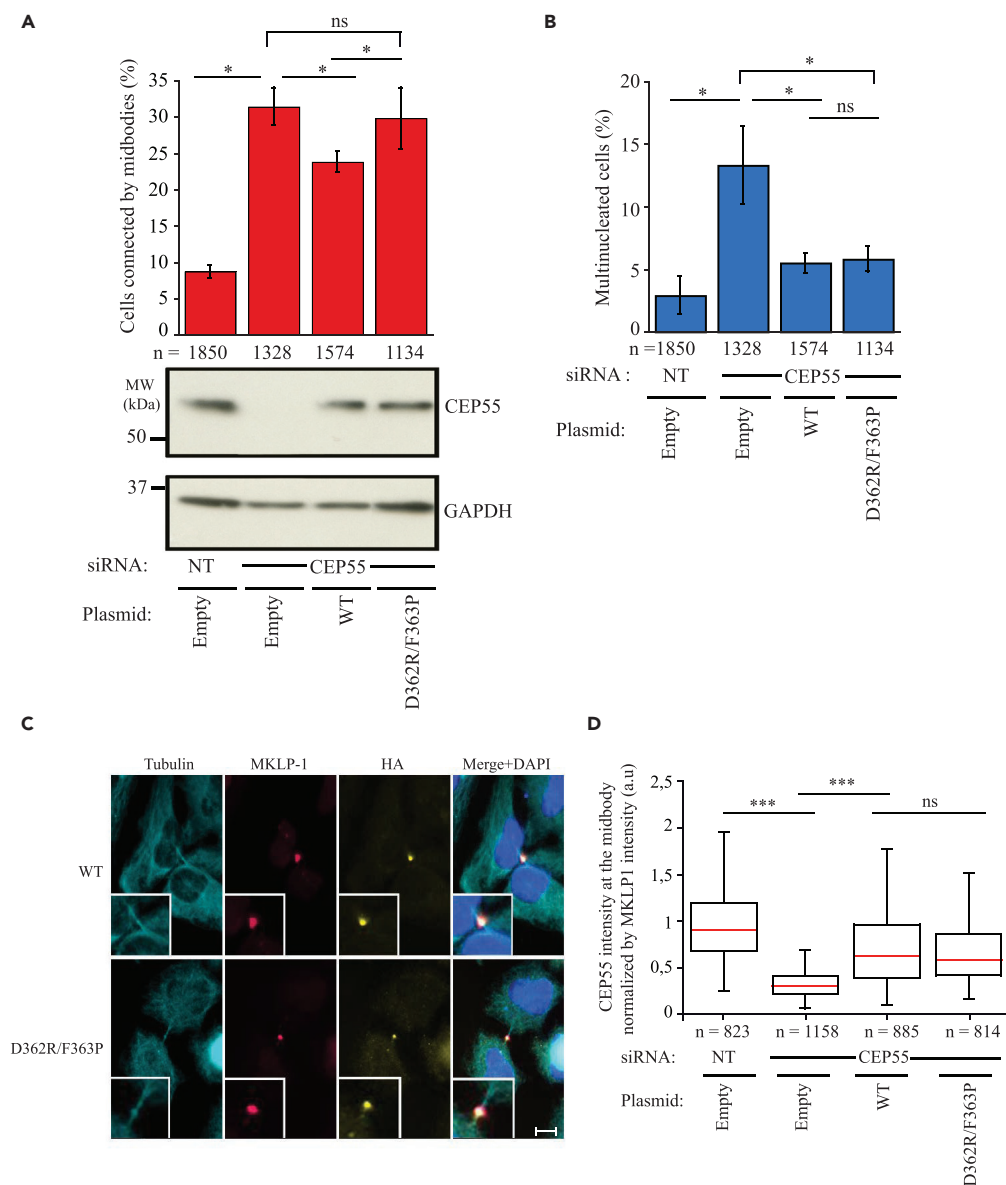 A
ns
*
*
*
Cells connected by midbodies (%)
35
30
25
20
15
10
5
0
n = 1850 1328 1574 1134
MW
(kDa)
50
CEP55
37
GAPDH
siRNA: NT CEP55
Plasmid: Empty Empty WT D362R/F363P
B
*
*
*
ns
Multinucleated cells (%)
20
15
10
5
0
n =1850 1328 1574 1134
siRNA : NT CEP55
Plasmid: Empty Empty WT D362R/F363P
C
Tubulin MKLP-1 HA Merge+DAPI
WT
D362R/F363P
D
CEP55 intensity at the midbody
normalized by MKLP1 intensity (a.u)
2,5
2
1,5
1
0,5
0
***
***
ns
n = 823 n = 1158 n = 885 n = 814
siRNA: NT CEP55
Plasmid: Empty Empty WT D362R/F363P